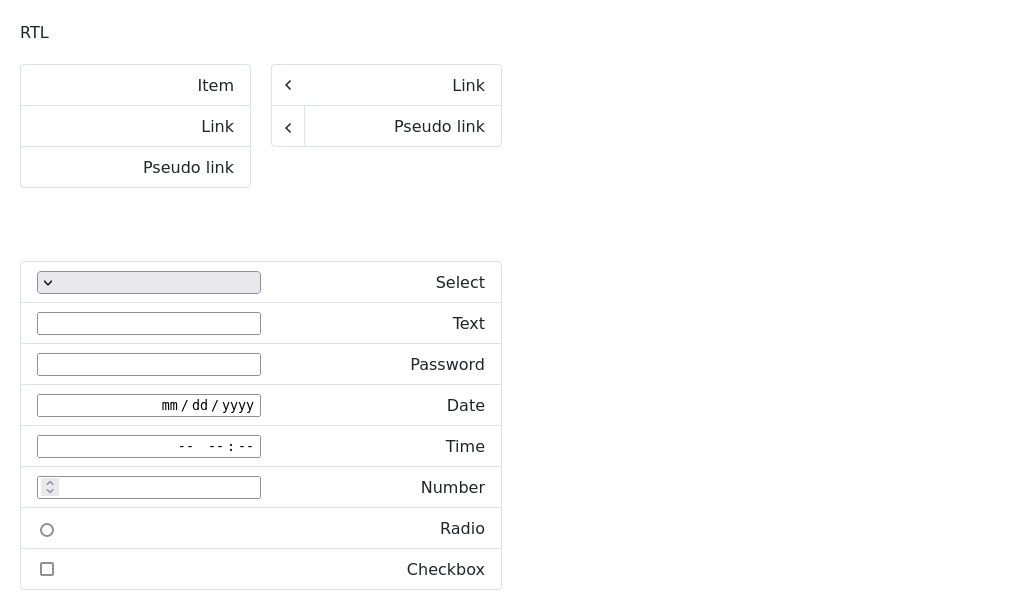 RTL
Item
Link
Pseudo link
Link
Pseudo link
Select
Text
Password
Date
mm/dd/yyyy
Time
-- --:--
Number
Radio
Checkbox